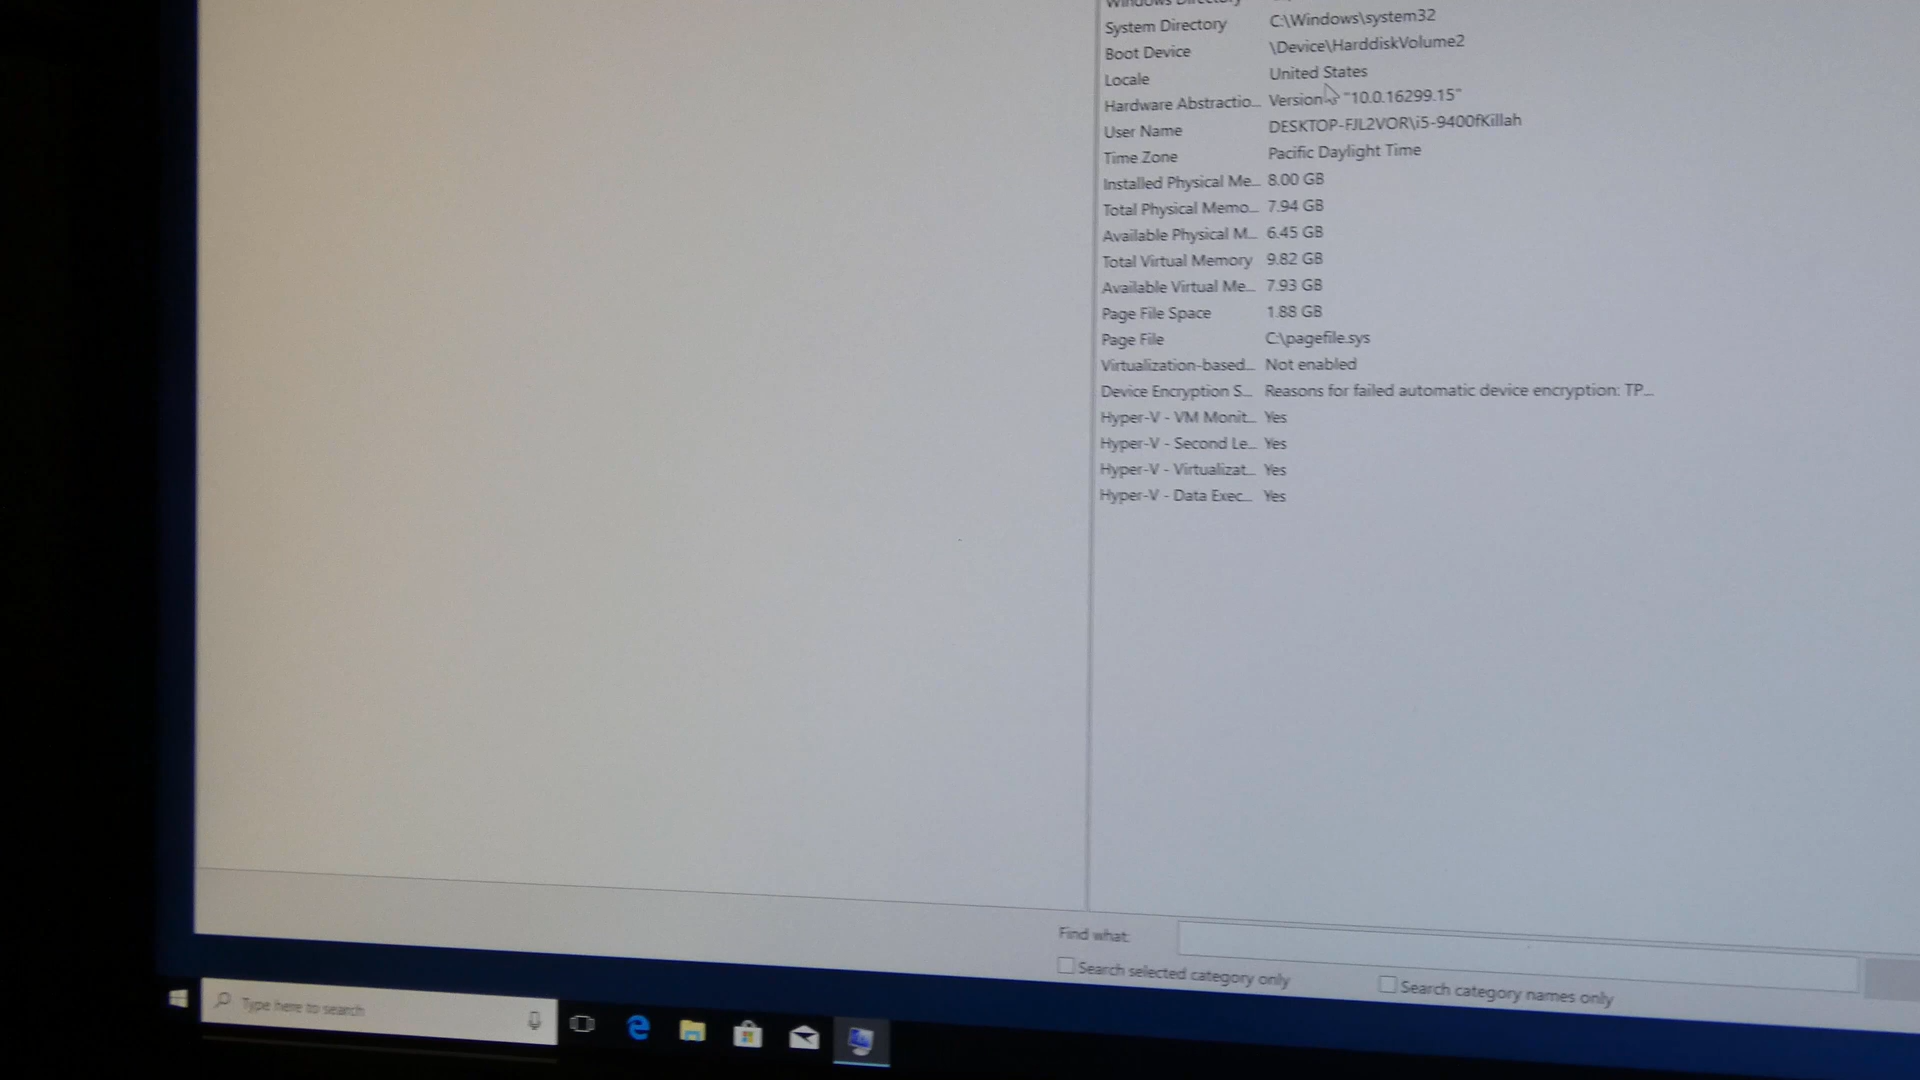 Windows Directory
System Directory C:\Windows\system32
Boot Device \Device\HarddiskVolume2
Locale United States
Hardware Abstractio... Version "10.0.16299.15"
User Name DESKTOP-FJL2VOR\i5-9400fKillah
Time Zone Pacific Daylight Time
Installed Physical Me... 8.00 GB
Total Physical Memo... 7.94 GB
Available Physical M... 6.45 GB
Total Virtual Memory 9.82 GB
Available Virtual Me... 7.93 GB
Page File Space 1.88 GB
Page File C:\pagefile.sys
Virtualization-based... Not enabled
Device Encryption S... Reasons for failed automatic device encryption: TP...
Hyper-V - VM Monit... Yes
Hyper-V - Second Le... Yes
Hyper-V - Virtualizat... Yes
Hyper-V - Data Exec... Yes
Find what:
Search selected category only
Search category names only
Type here to search